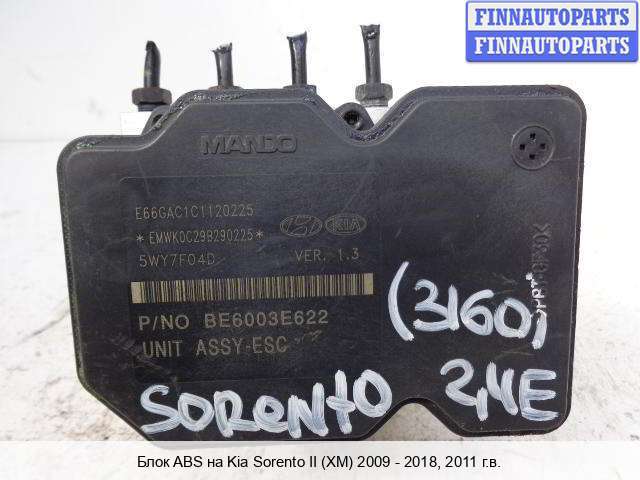 FINNAUTOPARTS
FINNAUTOPARTS
MANDO
E66GAC1C1120225
*EMWK0C29B290225*
5WY7F04D VER. 1.3
KIA
P/NO BE6003E622
UNIT ASSY-ESC
(3160)
SORENTO 2,4E
Блок ABS на Kia Sorento II (XM) 2009 - 2018, 2011 г.в.